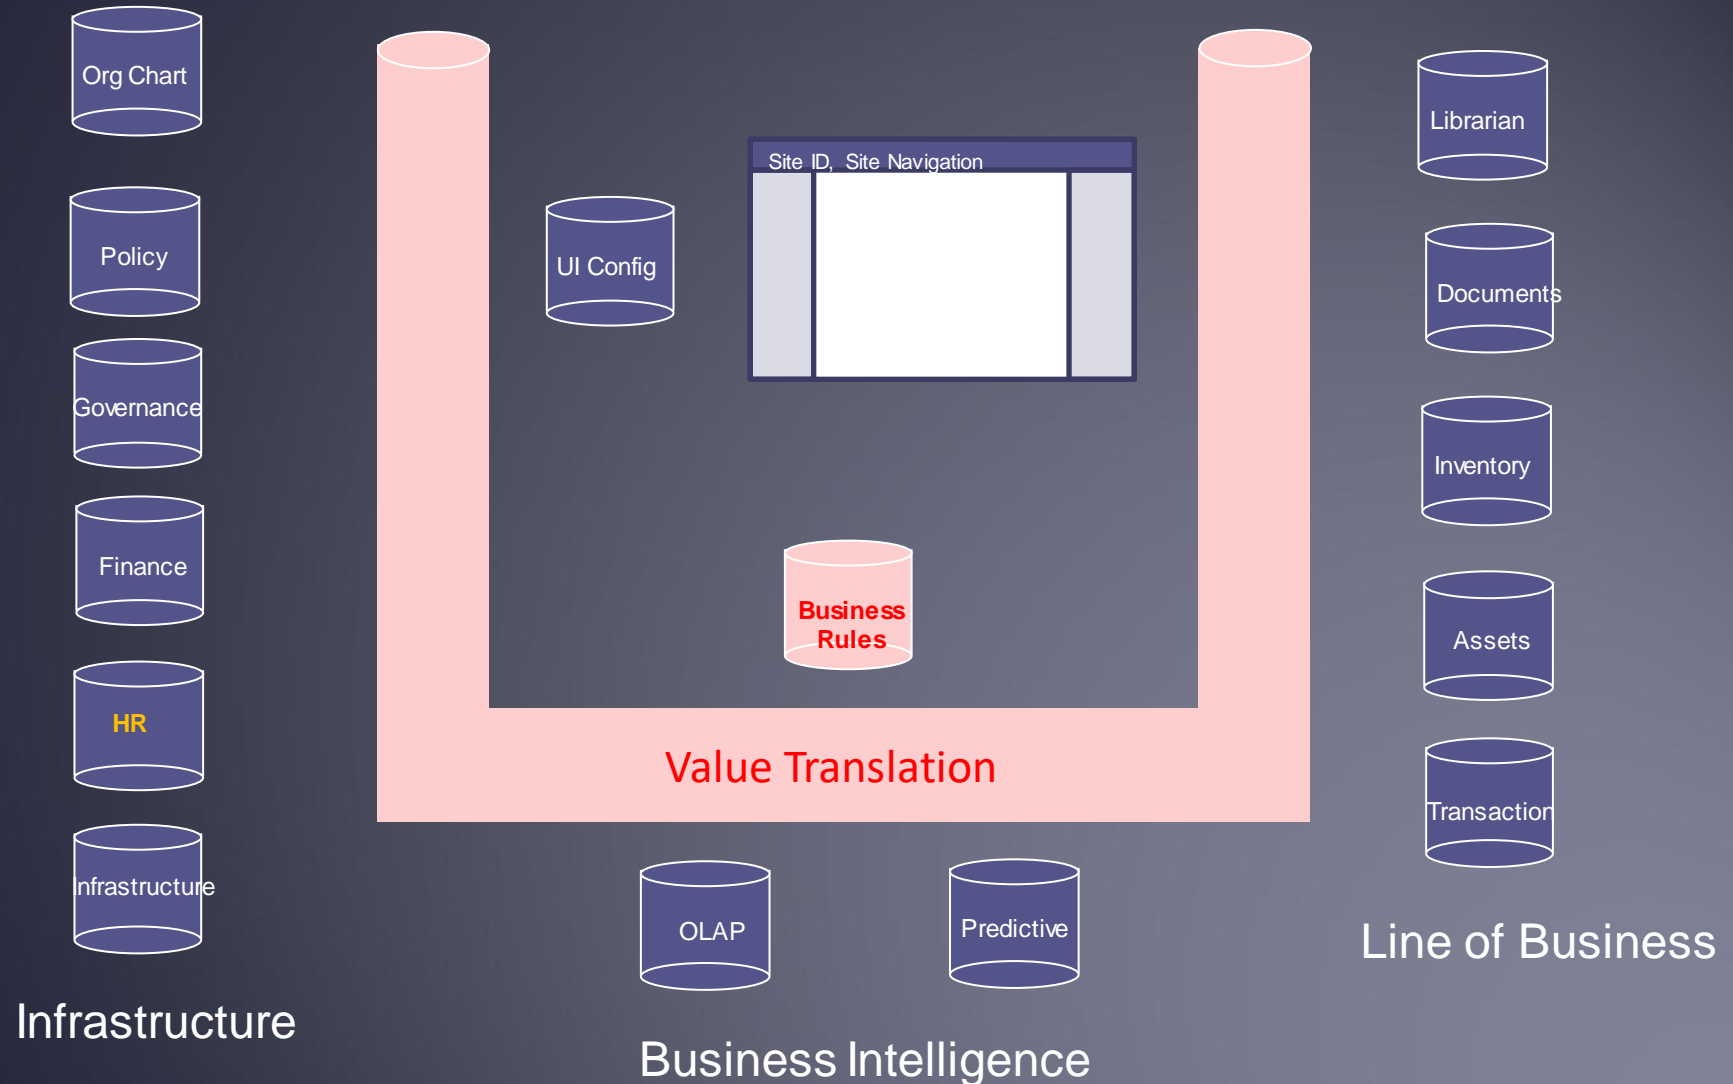 Org Chart
Policy
Governance
Finance
HR
Infrastructure
Infrastructure
Site ID, Site Navigation
UI Config
Business
Rules
Value Translation
OLAP
Predictive
Business Intelligence
Librarian
Documents
Inventory
Assets
Transaction
Line of Business